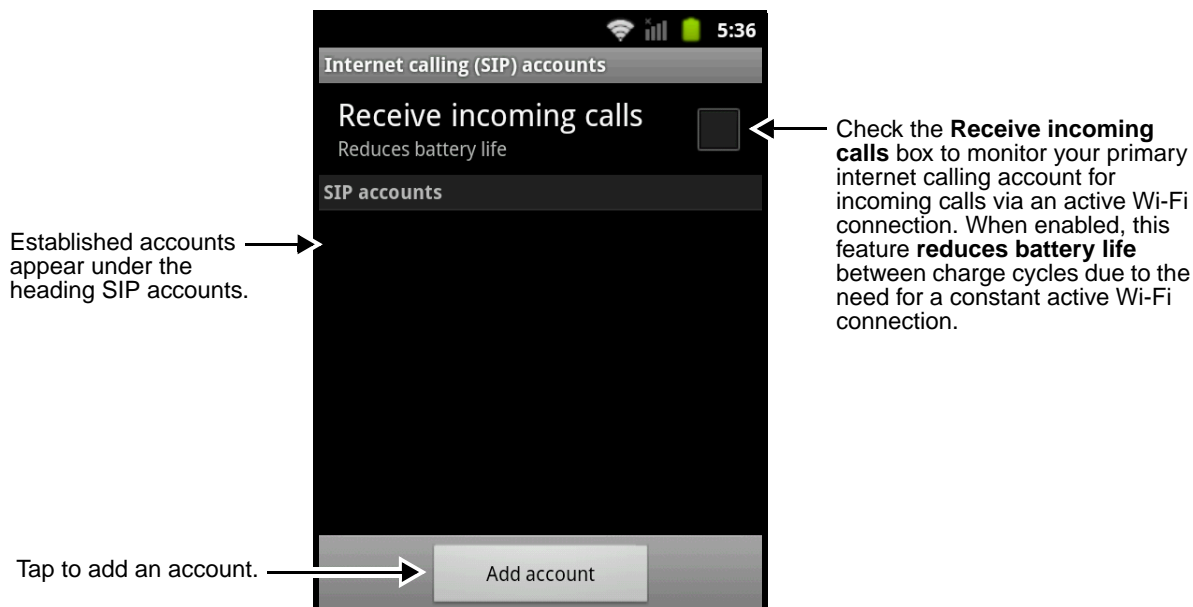 5:36
Internet calling (SIP) accounts
Receive incoming calls
Reduces battery life
SIP accounts
Add account
Established accounts
appear under the
heading SIP accounts.
Tap to add an account.
Check the Receive incoming
calls box to monitor your primary
internet calling account for
incoming calls via an active Wi-Fi
connection. When enabled, this
feature reduces battery life
between charge cycles due to the
need for a constant active Wi-Fi
connection.